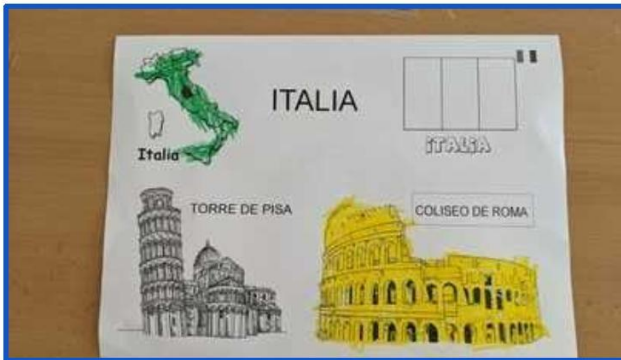 ITALIA
ITALIA
Italia
TORRE DE PISA
COLISEO DE ROMA